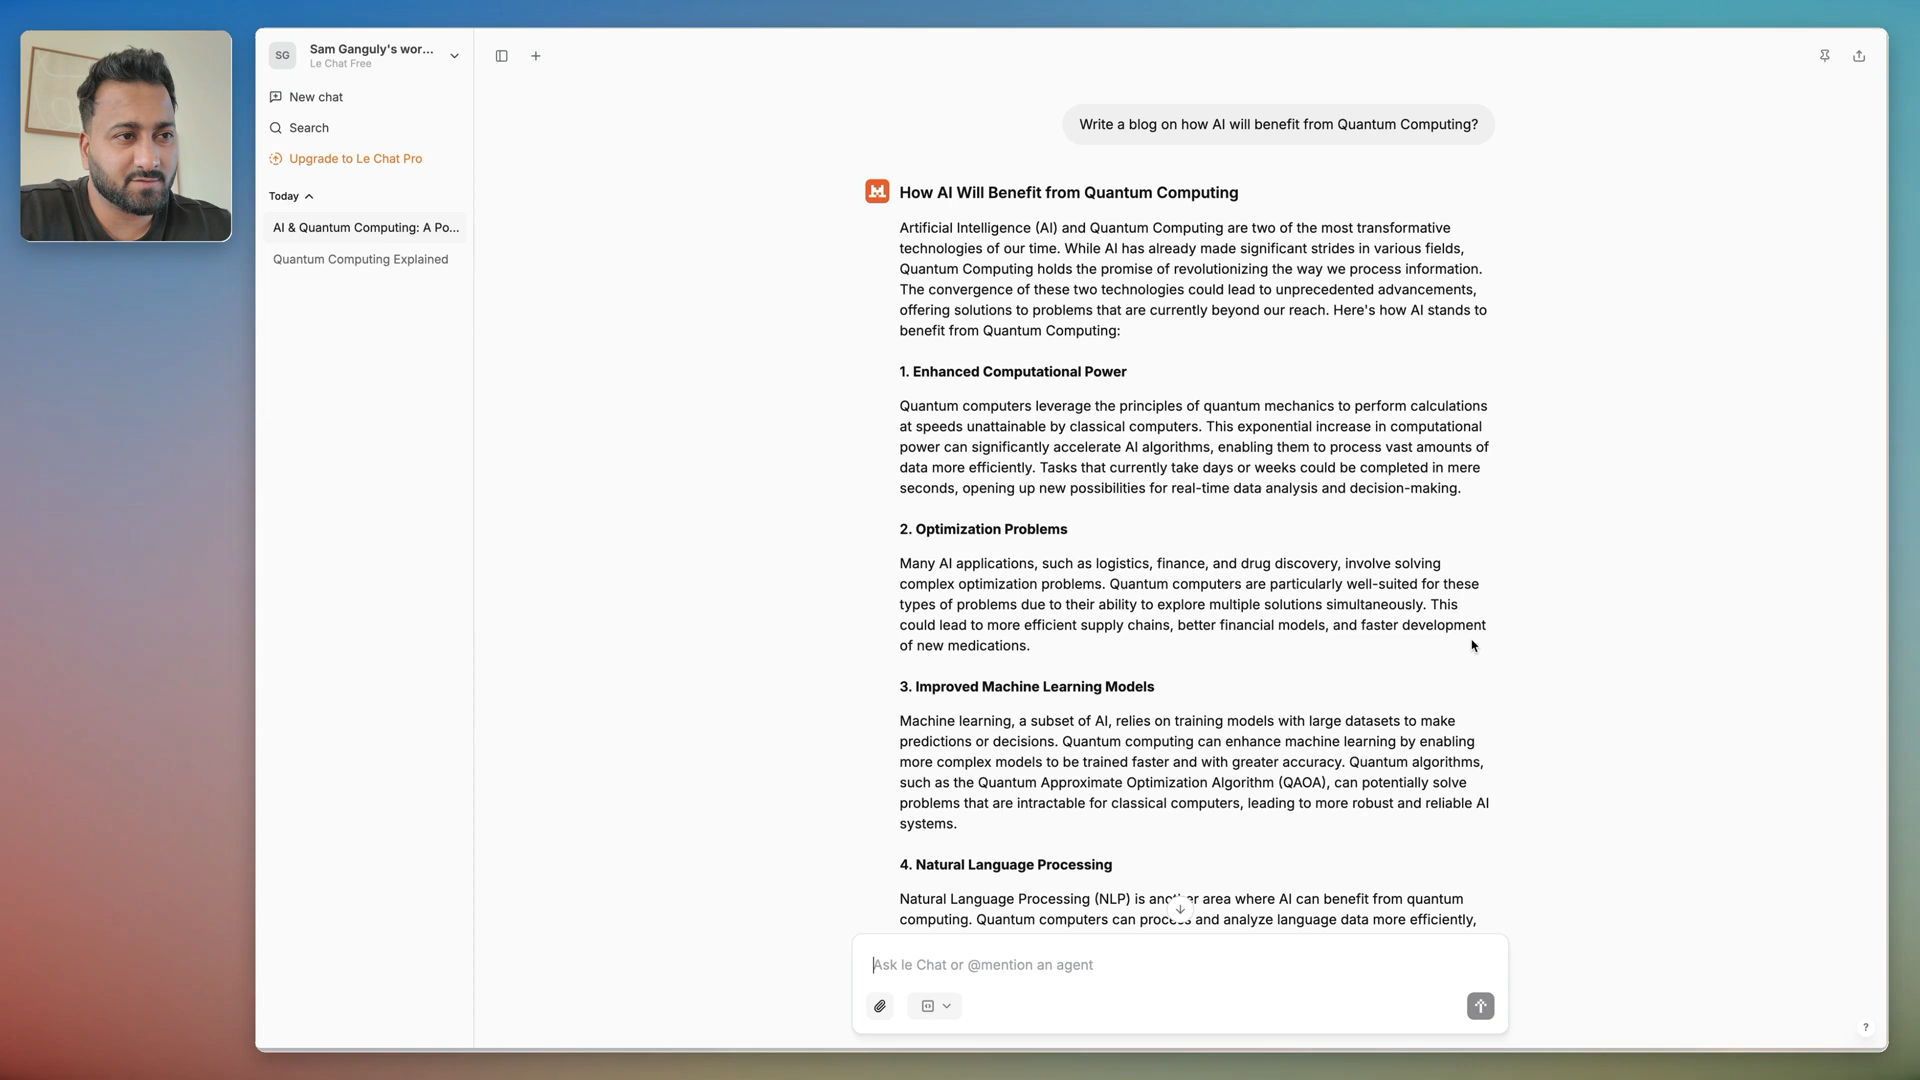 SG
Sam Ganguly's wor...
Le Chat Free
New chat
Search
Upgrade to Le Chat Pro
Today
AI & Quantum Computing: A Po...
Quantum Computing Explained
Write a blog on how AI will benefit from Quantum Computing?
How AI Will Benefit from Quantum Computing
Artificial Intelligence (AI) and Quantum Computing are two of the most transformative
technologies of our time. While AI has already made significant strides in various fields,
Quantum Computing holds the promise of revolutionizing the way we process information.
The convergence of these two technologies could lead to unprecedented advancements,
offering solutions to problems that are currently beyond our reach. Here's how AI stands to
benefit from Quantum Computing:
1. Enhanced Computational Power
Quantum computers leverage the principles of quantum mechanics to perform calculations
at speeds unattainable by classical computers. This exponential increase in computational
power can significantly accelerate AI algorithms, enabling them to process vast amounts of
data more efficiently. Tasks that currently take days or weeks could be completed in mere
seconds, opening up new possibilities for real-time data analysis and decision-making.
2. Optimization Problems
Many AI applications, such as logistics, finance, and drug discovery, involve solving
complex optimization problems. Quantum computers are particularly well-suited for these
types of problems due to their ability to explore multiple solutions simultaneously. This
could lead to more efficient supply chains, better financial models, and faster development
of new medications.
3. Improved Machine Learning Models
Machine learning, a subset of AI, relies on training models with large datasets to make
predictions or decisions. Quantum computing can enhance machine learning by enabling
more complex models to be trained faster and with greater accuracy. Quantum algorithms,
such as the Quantum Approximate Optimization Algorithm (QAOA), can potentially solve
problems that are intractable for classical computers, leading to more robust and reliable AI
systems.
4. Natural Language Processing
Natural Language Processing (NLP) is another area where AI can benefit from quantum
computing. Quantum computers can process and analyze language data more efficiently,
Ask le Chat or @mention an agent
?